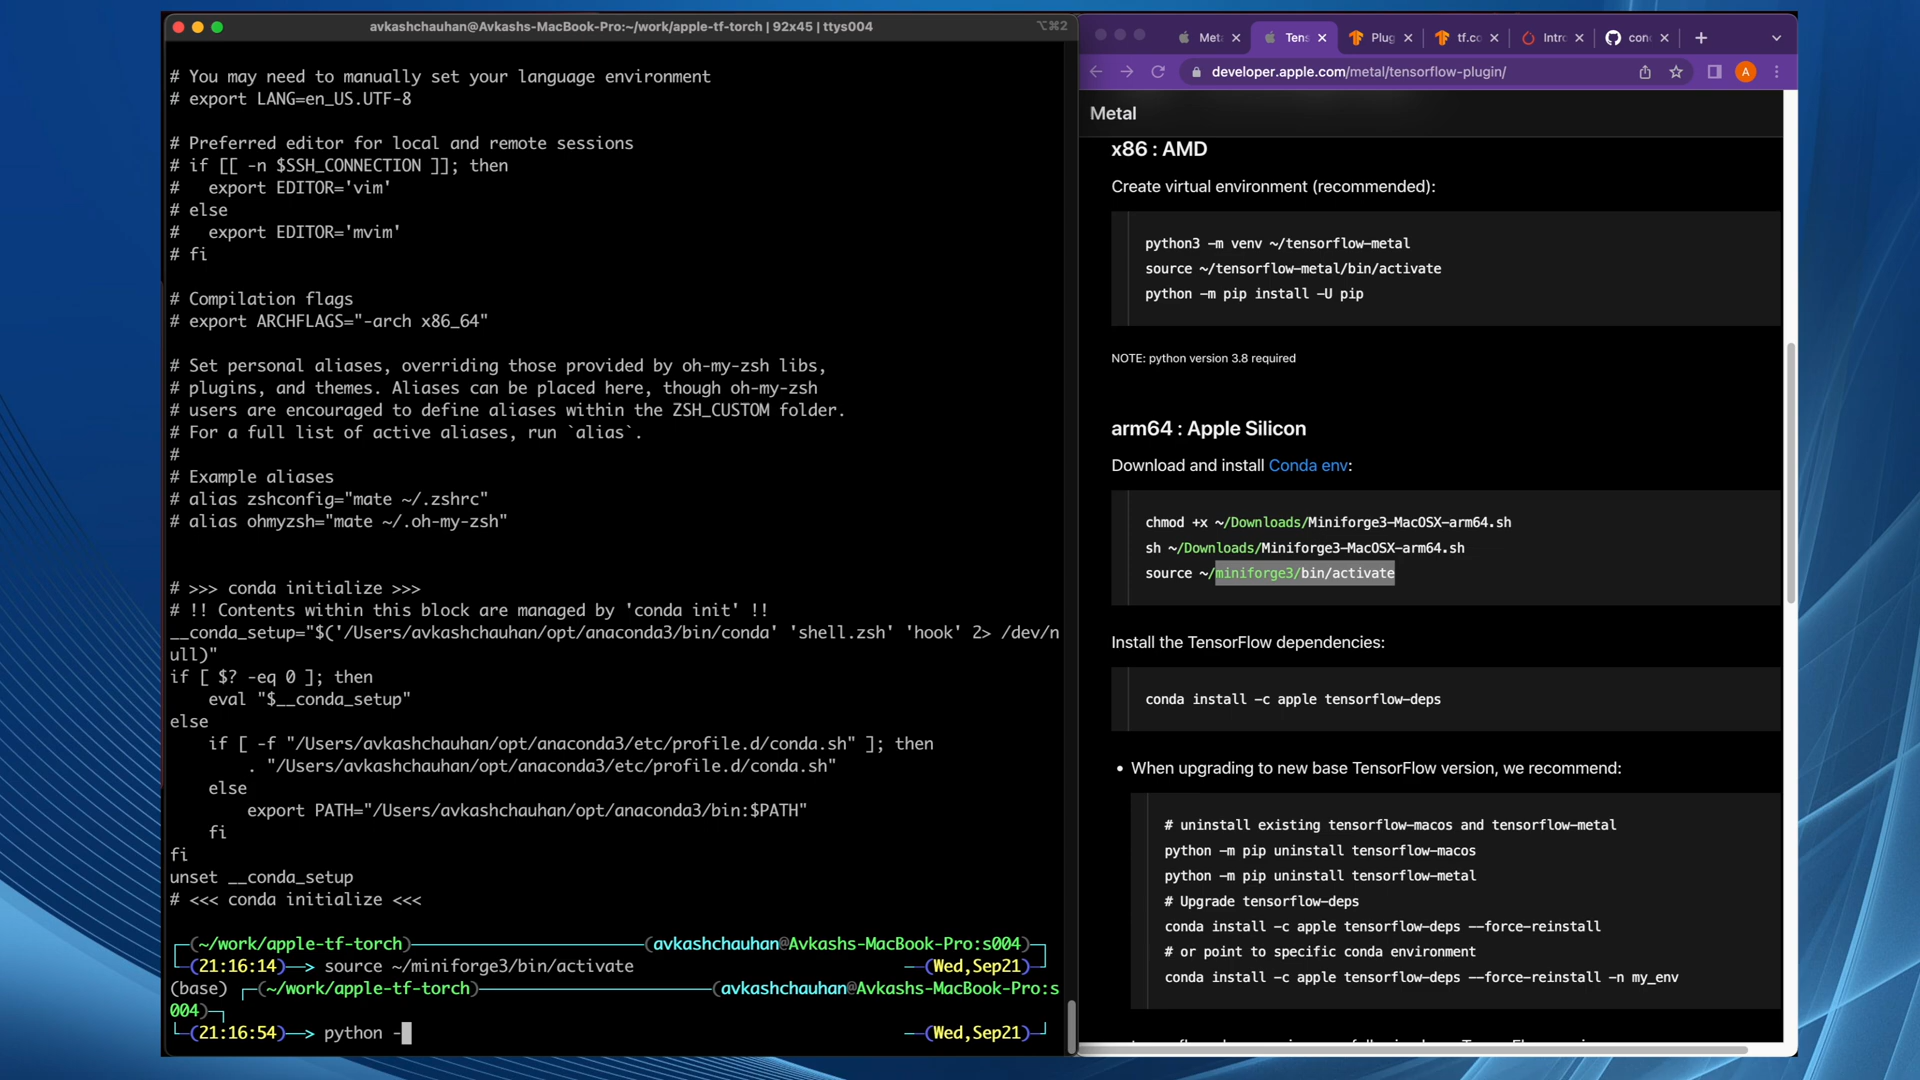 avkashchauhan@Avkashs-MacBook-Pro:~/work/apple-tf-torch | 92x45 | ttys004
⌥⌘2
# You may need to manually set your language environment
# export LANG=en_US.UTF-8
# Preferred editor for local and remote sessions
# if [[ -n $SSH_CONNECTION ]]; then
#   export EDITOR='vim'
# else
#   export EDITOR='mvim'
# fi
# Compilation flags
# export ARCHFLAGS="-arch x86_64"
# Set personal aliases, overriding those provided by oh-my-zsh libs,
# plugins, and themes. Aliases can be placed here, though oh-my-zsh
# users are encouraged to define aliases within the ZSH_CUSTOM folder.
# For a full list of active aliases, run `alias`.
#
# Example aliases
# alias zshconfig="mate ~/.zshrc"
# alias ohmyzsh="mate ~/.oh-my-zsh"
# >>> conda initialize >>>
# !! Contents within this block are managed by 'conda init' !!
__conda_setup="$('/Users/avkashchauhan/opt/anaconda3/bin/conda' 'shell.zsh' 'hook' 2> /dev/n
ull)"
if [ $? -eq 0 ]; then
    eval "$__conda_setup"
else
    if [ -f "/Users/avkashchauhan/opt/anaconda3/etc/profile.d/conda.sh" ]; then
        . "/Users/avkashchauhan/opt/anaconda3/etc/profile.d/conda.sh"
    else
        export PATH="/Users/avkashchauhan/opt/anaconda3/bin:$PATH"
    fi
fi
unset __conda_setup
# <<< conda initialize <<<
┌─(~/work/apple-tf-torch)────────(avkashchauhan@Avkashs-MacBook-Pro:s004)─┐
└─(21:16:14)──> source ~/miniforge3/bin/activate ──(Wed,Sep21)─┘
(base) ┌─(~/work/apple-tf-torch)────────(avkashchauhan@Avkashs-MacBook-Pro:s
004)─┐
└─(21:16:54)──> python - ──(Wed,Sep21)─┘
Meta
Tens
Plug
tf.co
Intro
con
developer.apple.com/metal/tensorflow-plugin/
A
Metal
x86 : AMD
Create virtual environment (recommended):
python3 -m venv ~/tensorflow-metal
source ~/tensorflow-metal/bin/activate
python -m pip install -U pip
NOTE: python version 3.8 required
arm64 : Apple Silicon
Download and install Conda env:
chmod +x ~/Downloads/Miniforge3-MacOSX-arm64.sh
sh ~/Downloads/Miniforge3-MacOSX-arm64.sh
source ~/miniforge3/bin/activate
Install the TensorFlow dependencies:
conda install -c apple tensorflow-deps
• When upgrading to new base TensorFlow version, we recommend:
# uninstall existing tensorflow-macos and tensorflow-metal
python -m pip uninstall tensorflow-macos
python -m pip uninstall tensorflow-metal
# Upgrade tensorflow-deps
conda install -c apple tensorflow-deps --force-reinstall
# or point to specific conda environment
conda install -c apple tensorflow-deps --force-reinstall -n my_env